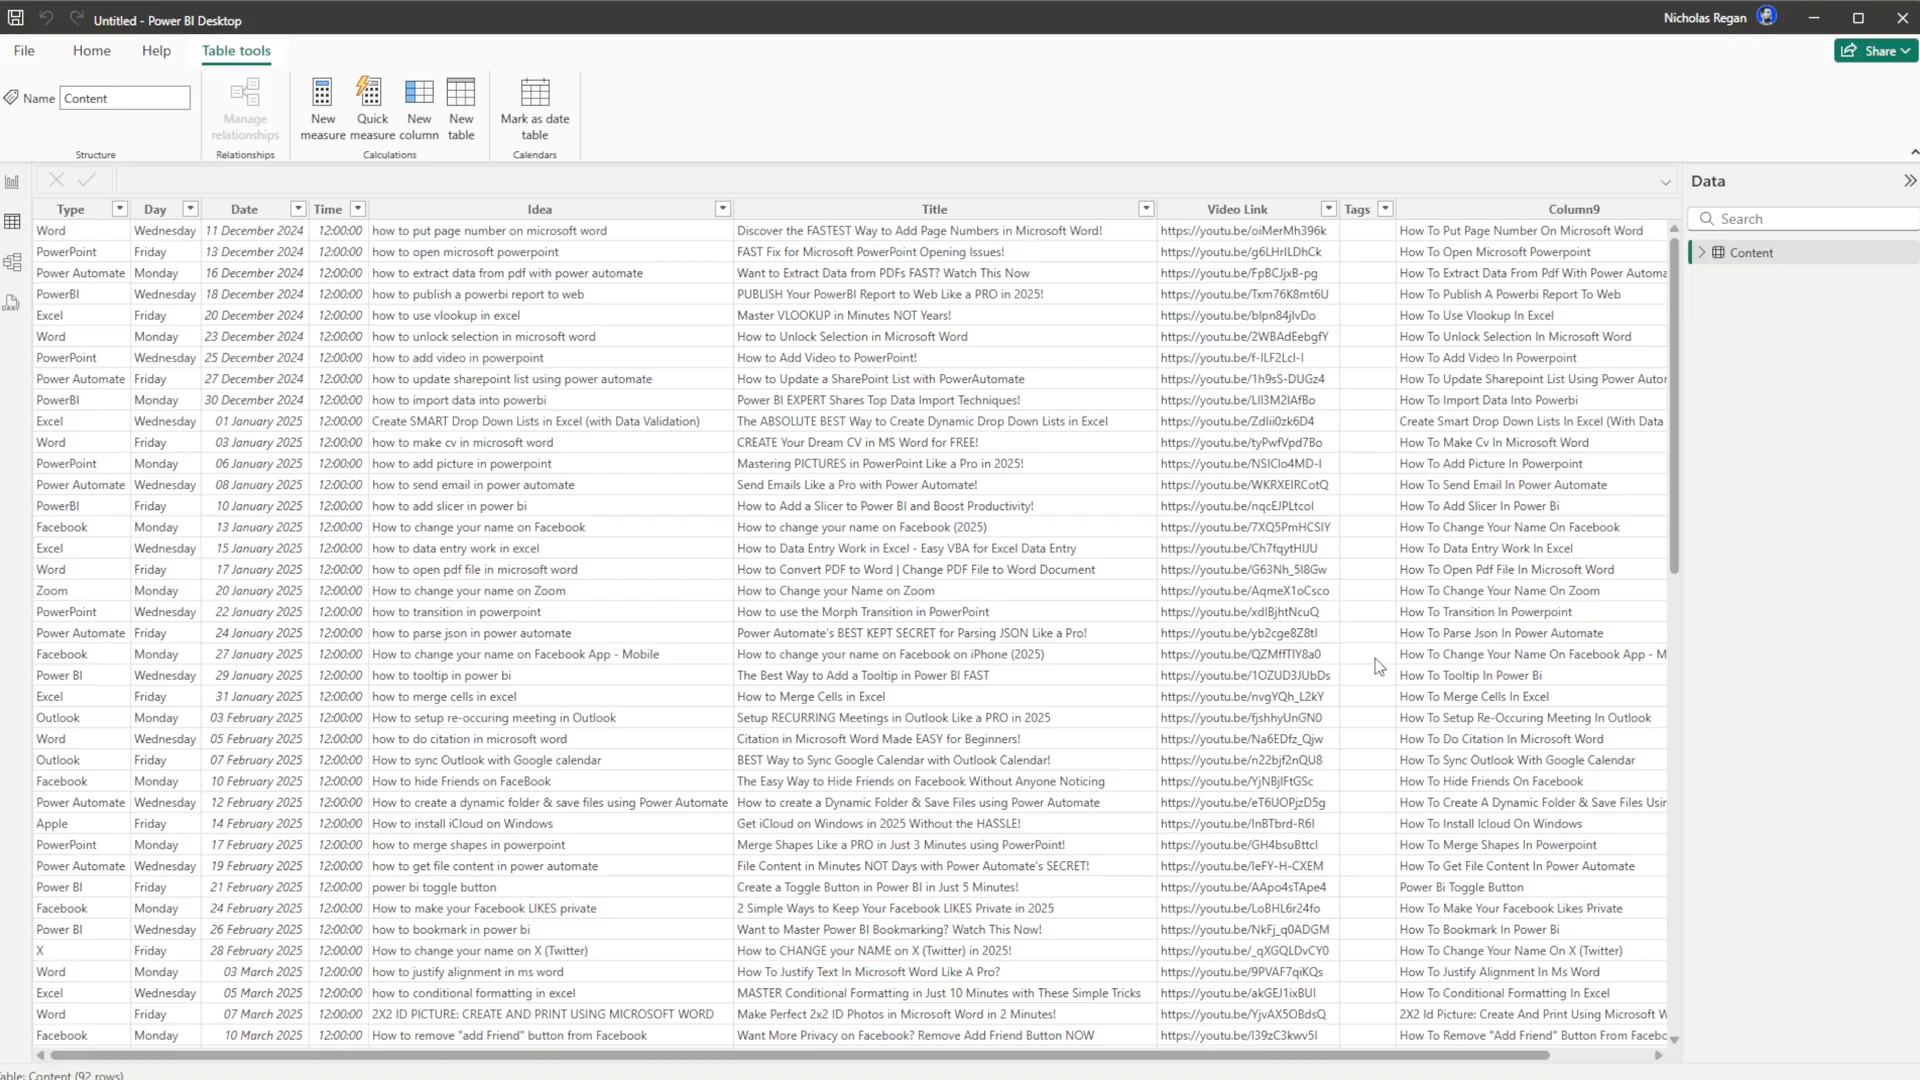 Untitled - Power BI Desktop
Nicholas Regan
File Home Help Table tools
Share
Name Content
Manage relationships
New measure
Quick measure
New column
New table
Mark as date table
Structure Relationships Calculations Calendars
Data
Search
Content
Type Day Date Time Idea Title Video Link Tags Column9
Word Wednesday 11 December 2024 12:00:00 how to put page number on microsoft word Discover the FASTEST Way to Add Page Numbers in Microsoft Word! https://youtu.be/oiMerMh396k How To Put Page Number On Microsoft Word
PowerPoint Friday 13 December 2024 12:00:00 how to open microsoft powerpoint FAST Fix for Microsoft PowerPoint Opening Issues! https://youtu.be/g6LHrILDhCk How To Open Microsoft Powerpoint
Power Automate Monday 16 December 2024 12:00:00 how to extract data from pdf with power automate Want to Extract Data from PDFs FAST? Watch This Now https://youtu.be/FpBCJjxB-pg How To Extract Data From Pdf With Power Automa
PowerBI Wednesday 18 December 2024 12:00:00 how to publish a powerbi report to web PUBLISH Your PowerBI Report to Web Like a PRO in 2025! https://youtu.be/Txm76K8mt6U How To Publish A Powerbi Report To Web
Excel Friday 20 December 2024 12:00:00 how to use vlookup in excel Master VLOOKUP in Minutes NOT Years! https://youtu.be/blpn84jlvDo How To Use Vlookup In Excel
Word Monday 23 December 2024 12:00:00 how to unlock selection in microsoft word How to Unlock Selection in Microsoft Word https://youtu.be/2WBAdEebgfY How To Unlock Selection In Microsoft Word
PowerPoint Wednesday 25 December 2024 12:00:00 how to add video in powerpoint How to Add Video to PowerPoint! https://youtu.be/f-ILF2LcI-I How To Add Video In Powerpoint
Power Automate Friday 27 December 2024 12:00:00 how to update sharepoint list using power automate How to Update a SharePoint List with PowerAutomate https://youtu.be/1h9sS-DUGz4 How To Update Sharepoint List Using Power Autor
PowerBI Monday 30 December 2024 12:00:00 how to import data into powerbi Power BI EXPERT Shares Top Data Import Techniques! https://youtu.be/LlI3M2IAfBo How To Import Data Into Powerbi
Excel Wednesday 01 January 2025 12:00:00 Create SMART Drop Down Lists in Excel (with Data Validation) The ABSOLUTE BEST Way to Create Dynamic Drop Down Lists in Excel https://youtu.be/Zdlii0zk6D4 Create Smart Drop Down Lists In Excel (With Data
Word Friday 03 January 2025 12:00:00 how to make cv in microsoft word CREATE Your Dream CV in MS Word for FREE! https://youtu.be/tyPwfVpd7Bo How To Make Cv In Microsoft Word
PowerPoint Monday 06 January 2025 12:00:00 how to add picture in powerpoint Mastering PICTURES in PowerPoint Like a Pro in 2025! https://youtu.be/NSIClo4MD-I How To Add Picture In Powerpoint
Power Automate Wednesday 08 January 2025 12:00:00 how to send email in power automate Send Emails Like a Pro with Power Automate! https://youtu.be/WKRXEIRCotQ How To Send Email In Power Automate
PowerBI Friday 10 January 2025 12:00:00 how to add slicer in power bi How to Add a Slicer to Power BI and Boost Productivity! https://youtu.be/nqcEJPLtcoI How To Add Slicer In Power Bi
Facebook Monday 13 January 2025 12:00:00 How to change your name on Facebook How to change your name on Facebook (2025) https://youtu.be/7XQ5PmHCSIY How To Change Your Name On Facebook
Excel Wednesday 15 January 2025 12:00:00 how to data entry work in excel How to Data Entry Work in Excel - Easy VBA for Excel Data Entry https://youtu.be/Ch7fqytHIJU How To Data Entry Work In Excel
Word Friday 17 January 2025 12:00:00 how to open pdf file in microsoft word How to Convert PDF to Word | Change PDF File to Word Document https://youtu.be/G63Nh_5I8Gw How To Open Pdf File In Microsoft Word
Zoom Monday 20 January 2025 12:00:00 How to change your name on Zoom How to Change your Name on Zoom https://youtu.be/AqmeX1oCsco How To Change Your Name On Zoom
PowerPoint Wednesday 22 January 2025 12:00:00 how to transition in powerpoint How to use the Morph Transition in PowerPoint https://youtu.be/xdIBjhtNcuQ How To Transition In Powerpoint
Power Automate Friday 24 January 2025 12:00:00 how to parse json in power automate Power Automate's BEST KEPT SECRET for Parsing JSON Like a Pro! https://youtu.be/yb2cge8Z8tI How To Parse Json In Power Automate
Facebook Monday 27 January 2025 12:00:00 How to change your name on Facebook App - Mobile How to change your name on Facebook on iPhone (2025) https://youtu.be/QZMffTIY8a0 How To Change Your Name On Facebook App - M
Power BI Wednesday 29 January 2025 12:00:00 how to tooltip in power bi The Best Way to Add a Tooltip in Power BI FAST https://youtu.be/1OZUD3JUbDs How To Tooltip In Power Bi
Excel Friday 31 January 2025 12:00:00 how to merge cells in excel How to Merge Cells in Excel https://youtu.be/nvgYQh_L2kY How To Merge Cells In Excel
Outlook Monday 03 February 2025 12:00:00 How to setup re-occuring meeting in Outlook Setup RECURRING Meetings in Outlook Like a PRO in 2025 https://youtu.be/fjshhyUnGN0 How To Setup Re-Occuring Meeting In Outlook
Word Wednesday 05 February 2025 12:00:00 how to do citation in microsoft word Citation in Microsoft Word Made EASY for Beginners! https://youtu.be/Na6EDfz_Qjw How To Do Citation In Microsoft Word
Outlook Friday 07 February 2025 12:00:00 How to sync Outlook with Google calendar BEST Way to Sync Google Calendar with Outlook Calendar! https://youtu.be/n22bjf2nQU8 How To Sync Outlook With Google Calendar
Facebook Monday 10 February 2025 12:00:00 How to hide Friends on FaceBook The Easy Way to Hide Friends on Facebook Without Anyone Noticing https://youtu.be/YjNBjIFtGSc How To Hide Friends On Facebook
Power Automate Wednesday 12 February 2025 12:00:00 How to create a dynamic folder & save files using Power Automate How to create a Dynamic Folder & Save Files using Power Automate https://youtu.be/eT6UOPjzD5g How To Create A Dynamic Folder & Save Files Usir
Apple Friday 14 February 2025 12:00:00 How to install iCloud on Windows Get iCloud on Windows in 2025 Without the HASSLE! https://youtu.be/lnBTbrd-R6I How To Install Icloud On Windows
PowerPoint Monday 17 February 2025 12:00:00 how to merge shapes in powerpoint Merge Shapes Like a PRO in Just 3 Minutes using PowerPoint! https://youtu.be/GH4bsuBttcI How To Merge Shapes In Powerpoint
Power Automate Wednesday 19 February 2025 12:00:00 how to get file content in power automate File Content in Minutes NOT Days with Power Automate's SECRET! https://youtu.be/IeFY-H-CXEM How To Get File Content In Power Automate
Power BI Friday 21 February 2025 12:00:00 power bi toggle button Create a Toggle Button in Power BI in Just 5 Minutes! https://youtu.be/AApo4sTApe4 Power Bi Toggle Button
Facebook Monday 24 February 2025 12:00:00 How to make your Facebook LIKES private 2 Simple Ways to Keep Your Facebook LIKES Private in 2025 https://youtu.be/LoBHL6r24fo How To Make Your Facebook Likes Private
Power BI Wednesday 26 February 2025 12:00:00 how to bookmark in power bi Want to Master Power BI Bookmarking? Watch This Now! https://youtu.be/NkFj_q0ADGM How To Bookmark In Power Bi
X Friday 28 February 2025 12:00:00 How to change your name on X (Twitter) How to CHANGE your NAME on X (Twitter) in 2025! https://youtu.be/_qXGQLDvCY0 How To Change Your Name On X (Twitter)
Word Monday 03 March 2025 12:00:00 how to justify alignment in ms word How To Justify Text In Microsoft Word Like A Pro? https://youtu.be/9PVAF7qiKQs How To Justify Alignment In Ms Word
Excel Wednesday 05 March 2025 12:00:00 how to conditional formatting in excel MASTER Conditional Formatting in Just 10 Minutes with These Simple Tricks https://youtu.be/akGEJ1ixBUI How To Conditional Formatting In Excel
Word Friday 07 March 2025 12:00:00 2X2 ID PICTURE: CREATE AND PRINT USING MICROSOFT WORD Make Perfect 2x2 ID Photos in Microsoft Word in 2 Minutes! https://youtu.be/YjvAX5OBdsQ 2X2 Id Picture: Create And Print Using Microsoft W
Facebook Monday 10 March 2025 12:00:00 How to remove "add Friend" button from Facebook Want More Privacy on Facebook? Remove Add Friend Button NOW https://youtu.be/I39zC3kwv5I How To Remove "Add Friend" Button From Facebc
Table: Content (92 rows)